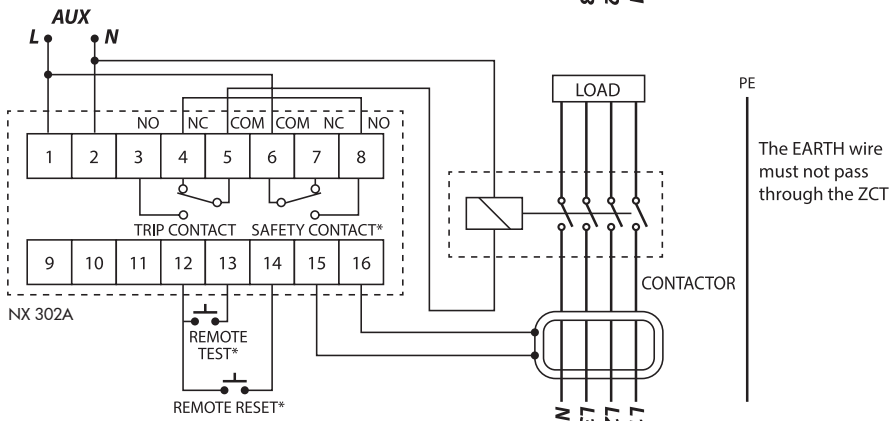 AUX
L N
LOAD
PE
NO NC COM COM NC NO
1 2 3 4 5 6 7 8
The EARTH wire
must not pass
through the ZCT
TRIP CONTACT SAFETY CONTACT*
9 10 11 12 13 14 15 16
CONTACTOR
NX 302A
REMOTE
TEST*
REMOTE RESET*
N